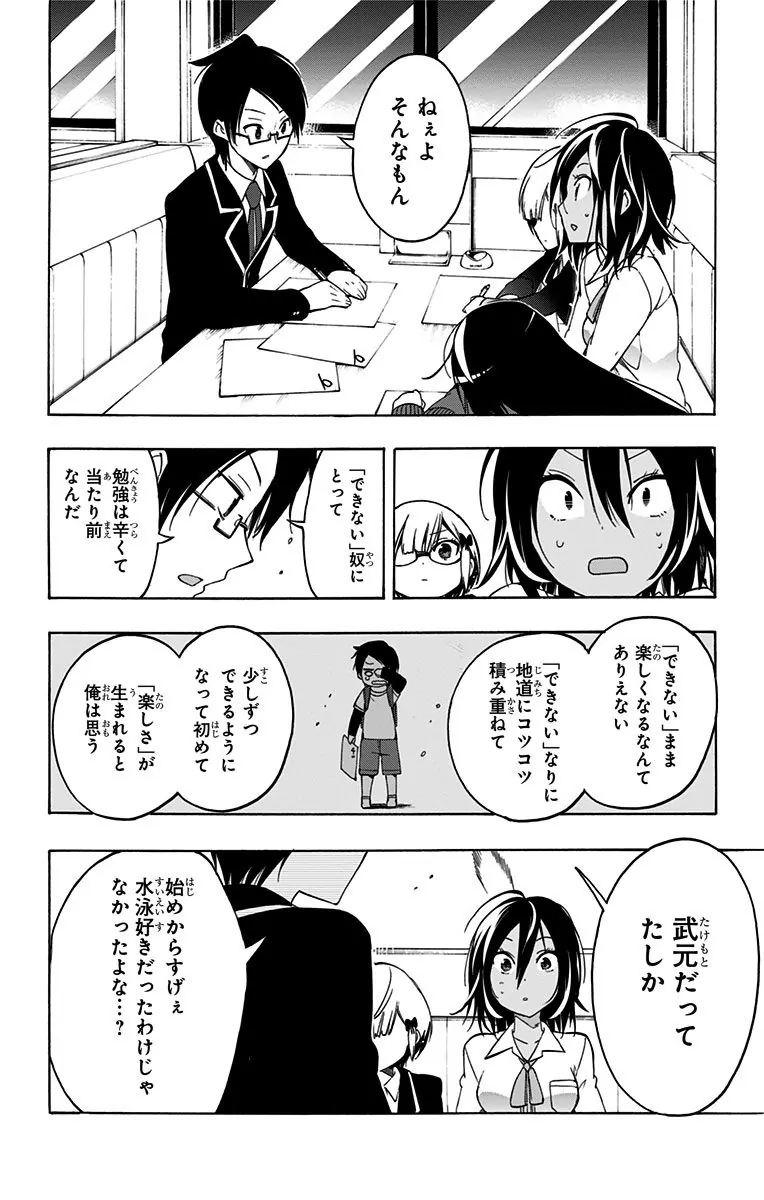 ねぇよ
そんなもん
「できない」奴に
とって
勉強は辛くて
当たり前
なんだ
「できない」まま
楽しくなるなんて
ありえない
「できない」なりに
地道にコツコツ
積み重ねて
少しずつ
できるように
なって初めて
「楽しさ」が
生まれると
俺は思う
武元だって
たしか
始めからすげぇ
水泳好きだったわけじゃ
なかったよな…？